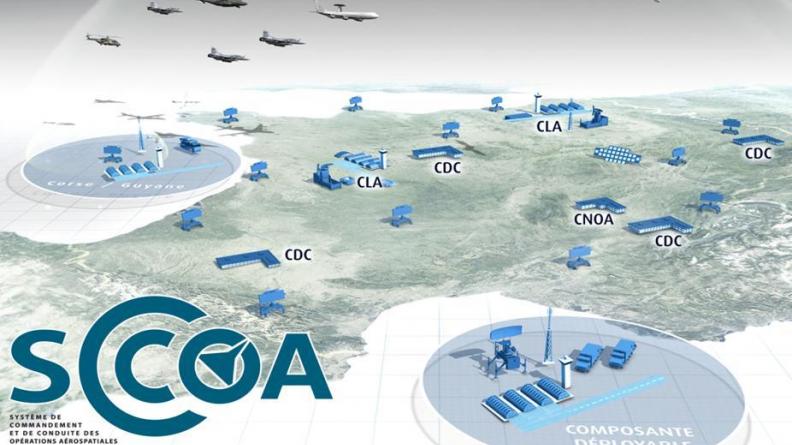 CLA
CDC
CDC
CLA
Corse / Guyane
CNOA
CDC
CDC
SCCOA
SYSTÈME DE
COMMANDEMENT
ET DE CONDUITE DES
OPÉRATIONS AÉROSPATIALES
COMPOSANTE
DÉPLOYABLE